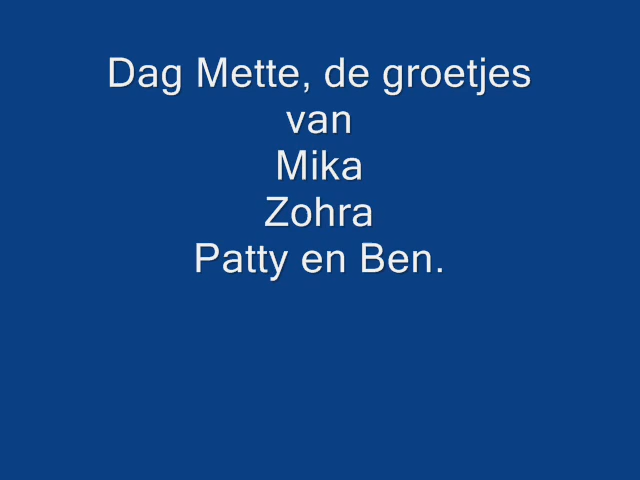 Dag Mette, de groetjes
van
Mika
Zohra
Patty en Ben.